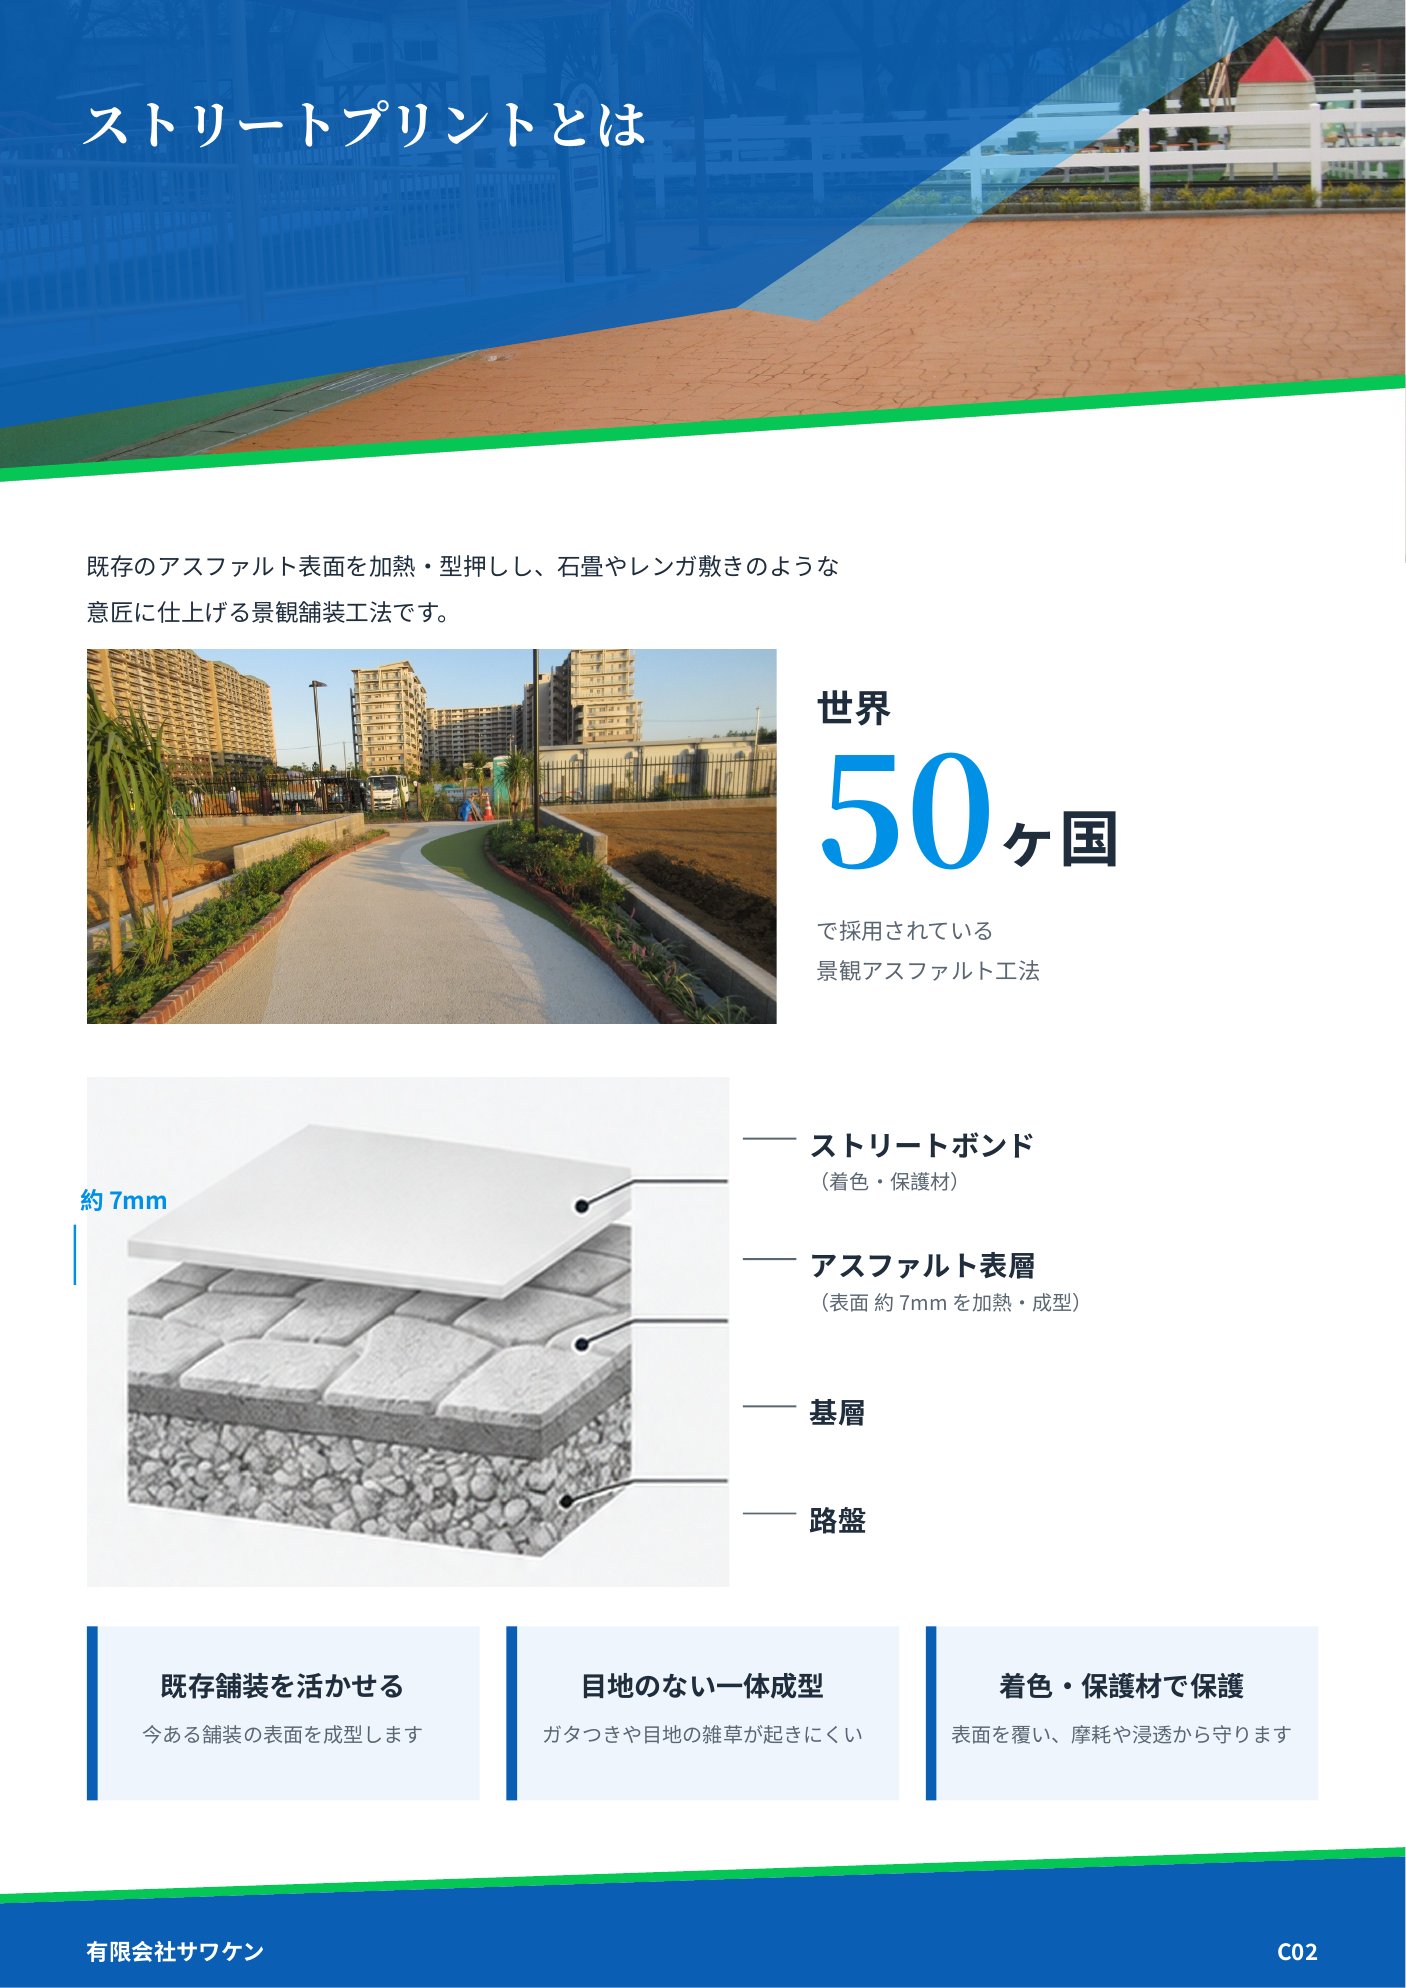 ストリートプリントとは
既存のアスファルト表面を加熱・型押しし、石畳やレンガ敷きのような
意匠に仕上げる景観舗装工法です。
世界
50ヶ国
で採用されている
景観アスファルト工法
約 7mm
ストリートボンド
（着色・保護材）
アスファルト表層
（表面 約 7mm を加熱・成型）
基層
路盤
既存舗装を活かせる
今ある舗装の表面を成型します
目地のない一体成型
ガタつきや目地の雑草が起きにくい
着色・保護材で保護
表面を覆い、摩耗や浸透から守ります
有限会社サワケン
C02